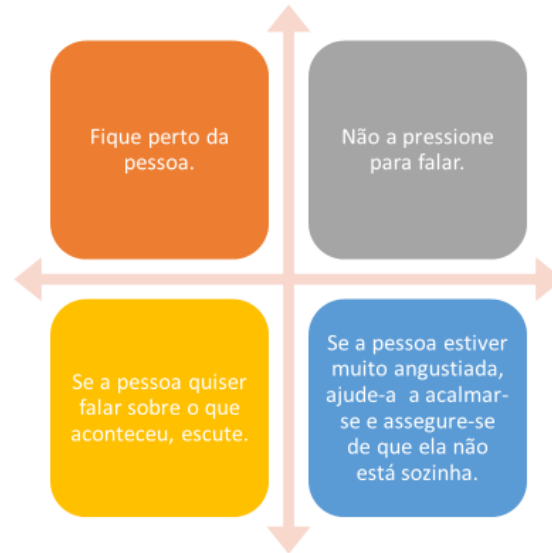 Fique perto da
pessoa.
Não a pressione
para falar.
Se a pessoa quiser
falar sobre o que
aconteceu, escute.
Se a pessoa estiver
muito angustiada,
ajude-a a acalmar-
se e assegure-se
de que ela não
está sozinha.